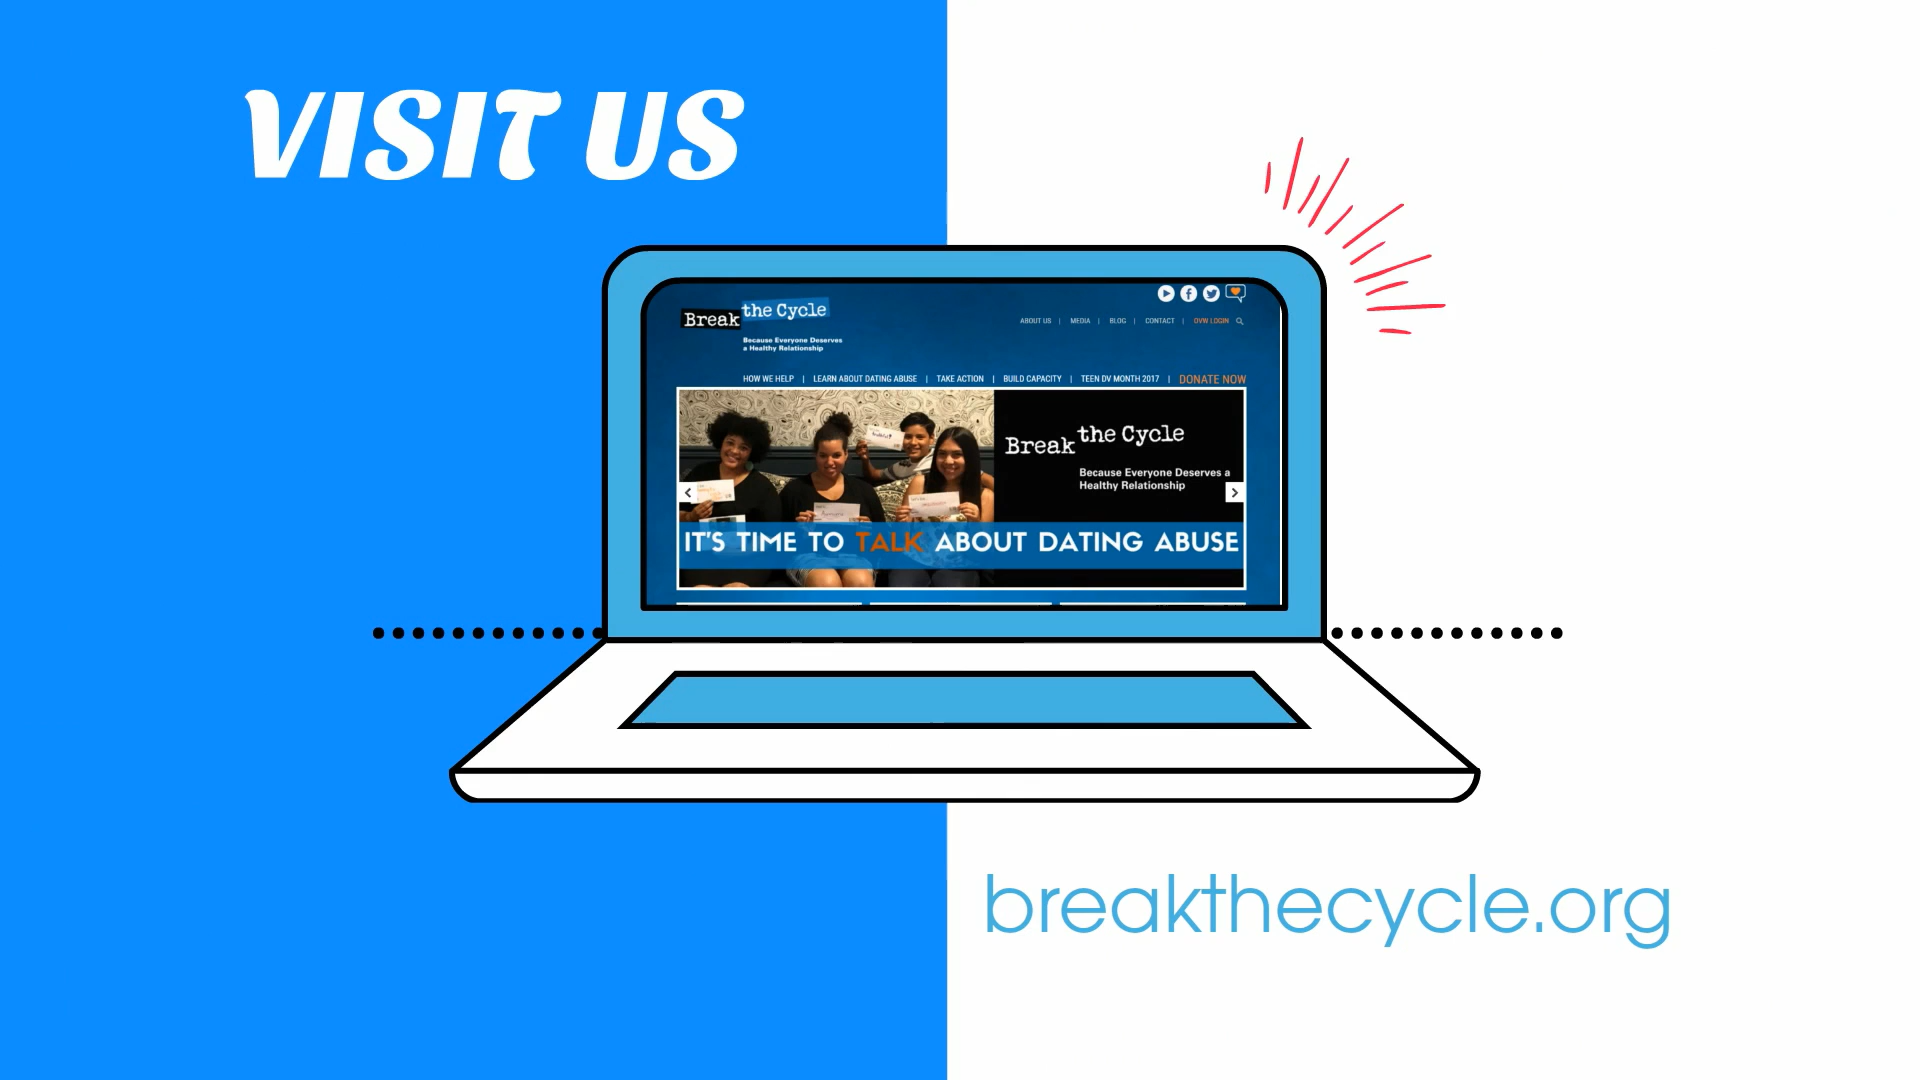 VISIT US
Break the Cycle
Because Everyone Deserves
a Healthy Relationship
ABOUT US | MEDIA | BLOG | CONTACT | OVW LOGIN
HOW WE HELP | LEARN ABOUT DATING ABUSE | TAKE ACTION | BUILD CAPACITY | TEEN DV MONTH 2017 | DONATE NOW
Break the Cycle
Because Everyone Deserves a
Healthy Relationship
IT'S TIME TO TALK ABOUT DATING ABUSE
breakthecycle.org